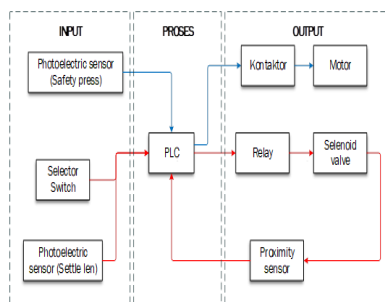 INPUT
PROSES
OUTPUT
Photoelectric sensor
(Safety press)
Kontaktor
Motor
PLC
Relay
Selenoid
valve
Selector
Switch
Photoelectric
sensor (Settle len)
Proximity
sensor